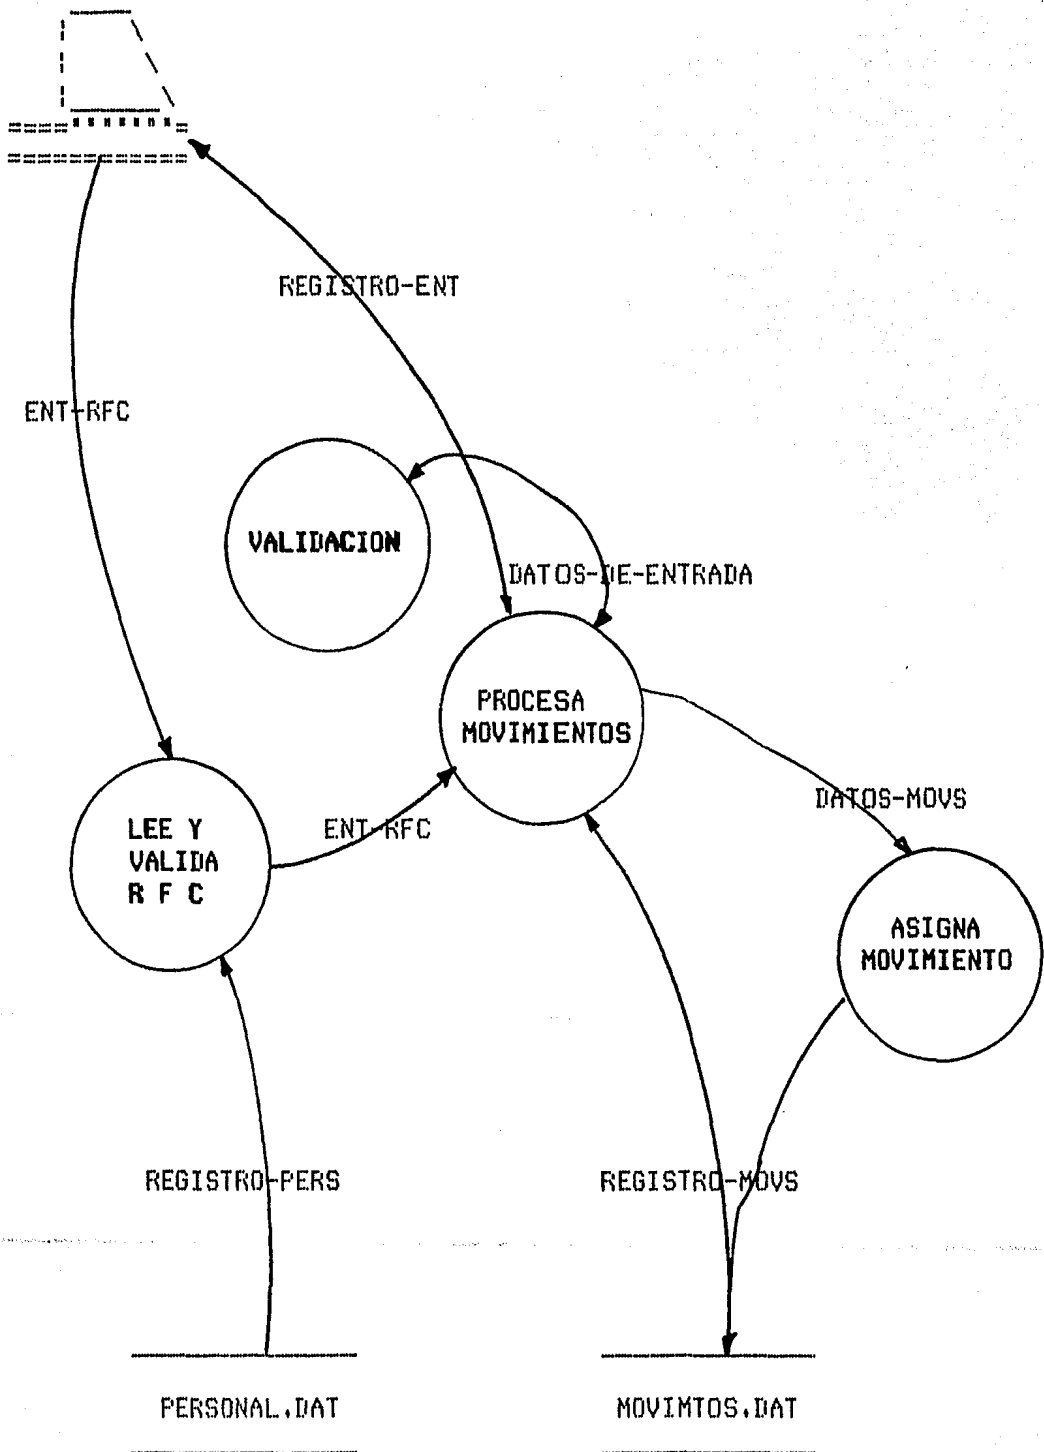 REGISTRO-ENT
ENT-RFC
VALIDACION
DATOS-DE-ENTRADA
PROCESA
MOVIMIENTOS
DATOS-MOVS
LEE Y
VALIDA
R F C
ENT-RFC
ASIGNA
MOVIMIENTO
REGISTRO-PERS
REGISTRO-MOVS
PERSONAL.DAT
MOVIMTOS.DAT